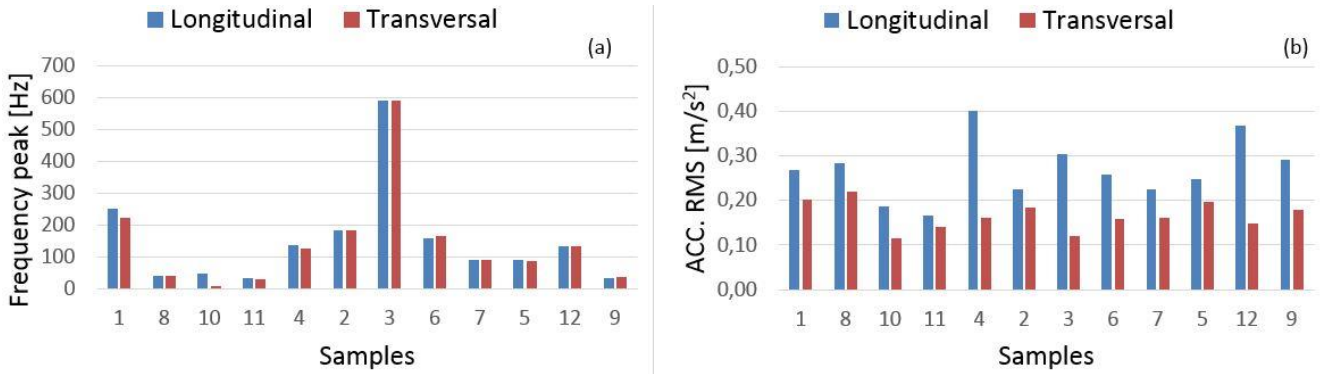 Longitudinal Transversal
(a)
Frequency peak [Hz]
700
600
500
400
300
200
100
0
1 8 10 11 4 2 3 6 7 5 12 9
Samples
Longitudinal Transversal
(b)
ACC. RMS [m/s²]
0,50
0,40
0,30
0,20
0,10
0,00
1 8 10 11 4 2 3 6 7 5 12 9
Samples